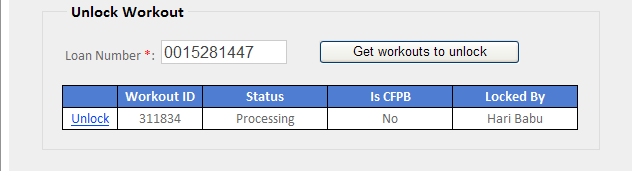 Unlock Workout
Loan Number *: 0015281447 Get workouts to unlock
Workout ID Status Is CFPB Locked By
Unlock 311834 Processing No Hari Babu